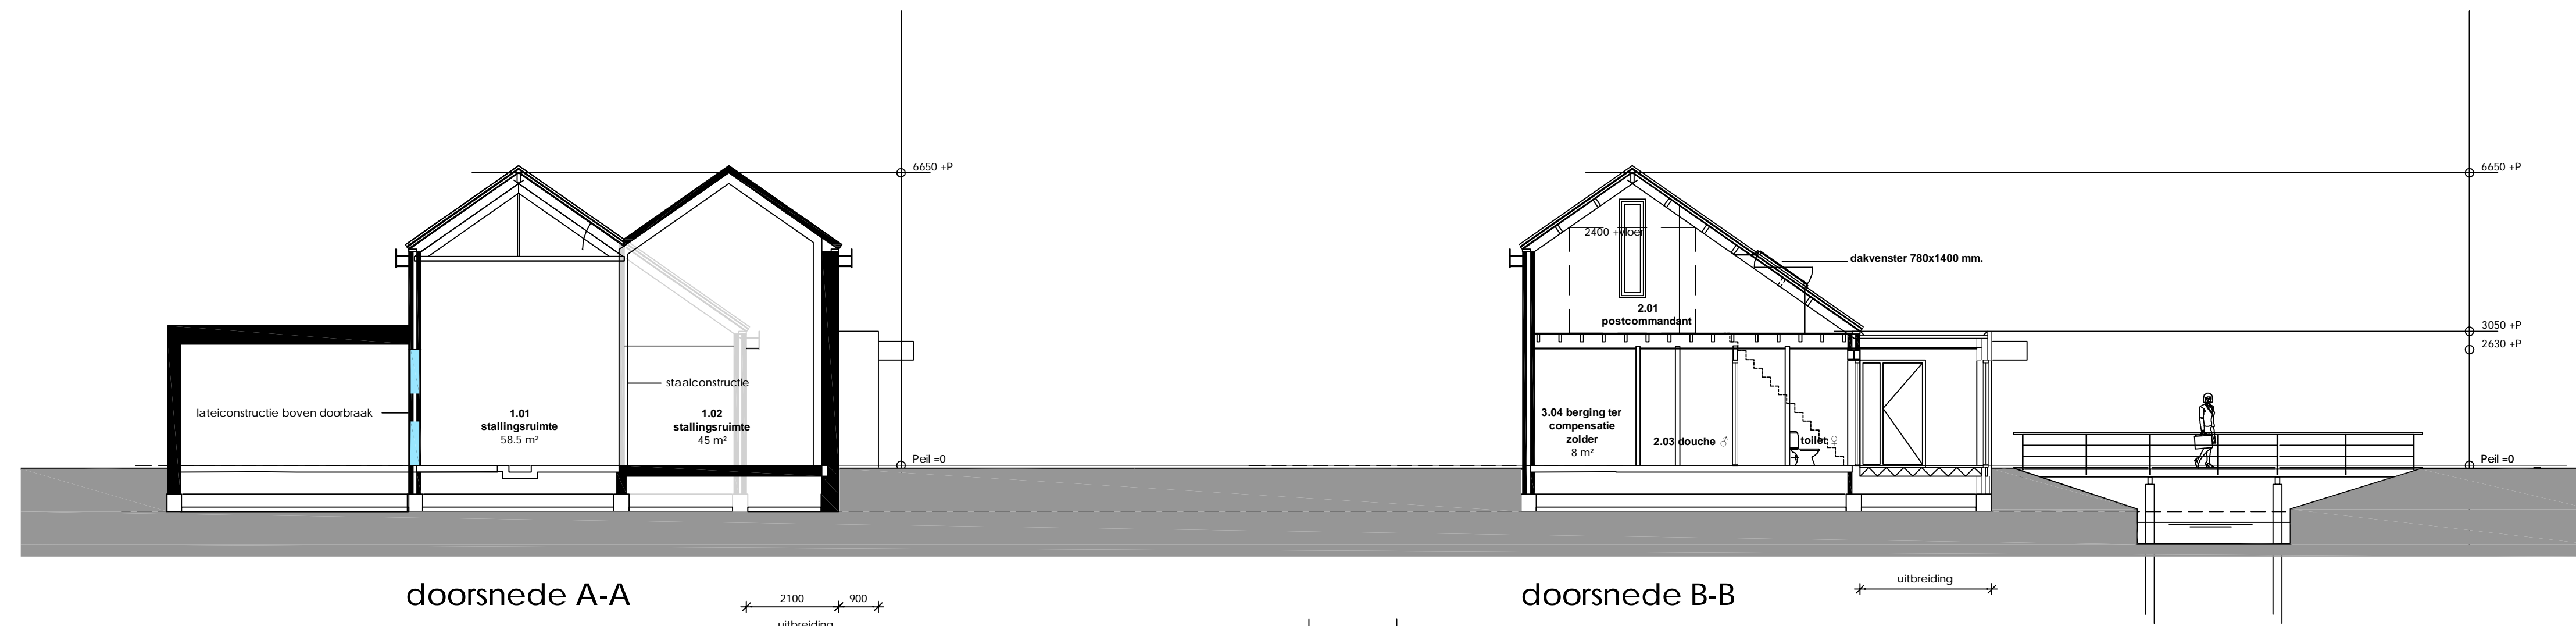 6650 +P
staalconstructie
lateiconstructie boven doorbraak
1.01
stallingsruimte
58.5 m²
1.02
stallingsruimte
45 m²
Peil =0
doorsnede A-A
2100
900
uitbreiding
6650 +P
2400 +vloer
dakvenster 780x1400 mm.
2.01
postcommandant
3050 +P
2630 +P
3.04 berging ter
compensatie
zolder
8 m²
2.03 douche ♂
toilet ♀
Peil =0
doorsnede B-B
uitbreiding